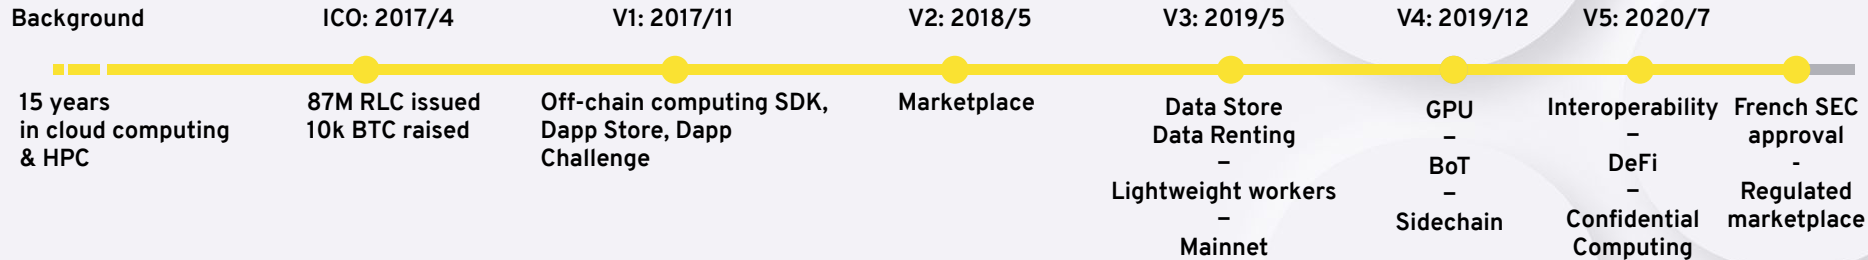 Background
15 years
in cloud computing
& HPC
ICO: 2017/4
87M RLC issued
10k BTC raised
V1: 2017/11
Off-chain computing SDK,
Dapp Store, Dapp
Challenge
V2: 2018/5
Marketplace
V3: 2019/5
Data Store
Data Renting
–
Lightweight workers
–
Mainnet
V4: 2019/12
GPU
–
BoT
–
Sidechain
V5: 2020/7
Interoperability
–
DeFi
–
Confidential
Computing
French SEC
approval
-
Regulated
marketplace